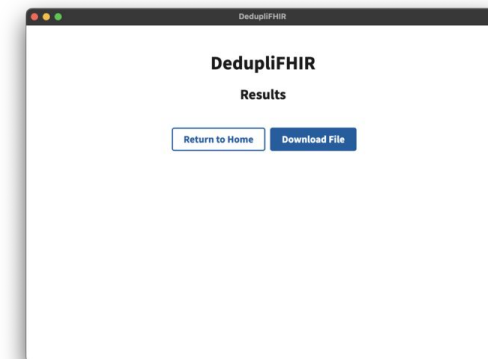 DedupliFHIR
DedupliFHIR
Results
Return to Home Download File